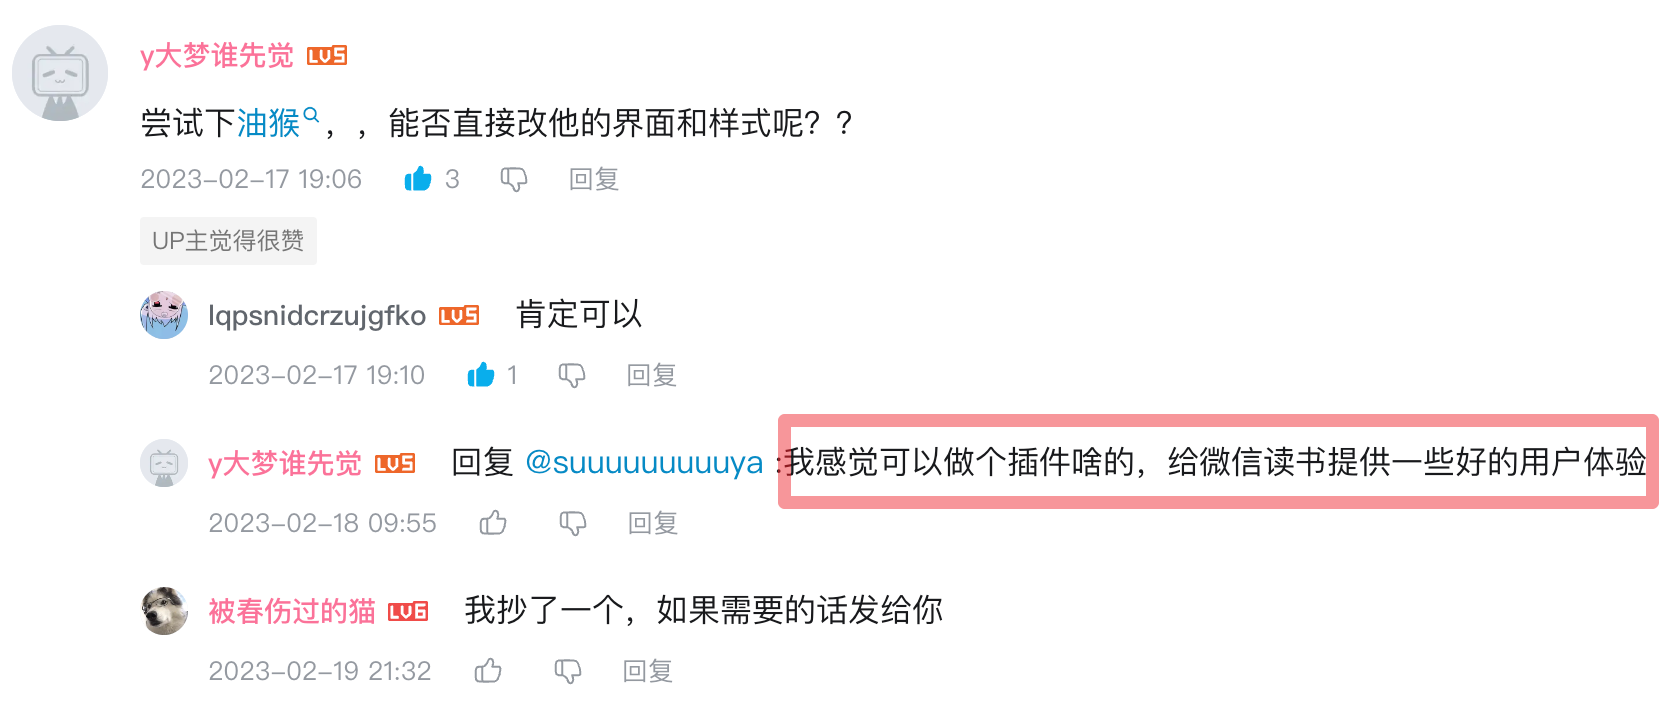 y大梦谁先觉 LV5
尝试下油猴，，能否直接改他的界面和样式呢？？
2023-02-17 19:06 3 回复
UP主觉得很赞
lqpsnidcrzujgfko LV5 肯定可以
2023-02-17 19:10 1 回复
y大梦谁先觉 LV5 回复 @suuuuuuuuuya :我感觉可以做个插件啥的，给微信读书提供一些好的用户体验
2023-02-18 09:55 回复
被春伤过的猫 LV6 我抄了一个，如果需要的话发给你
2023-02-19 21:32 回复